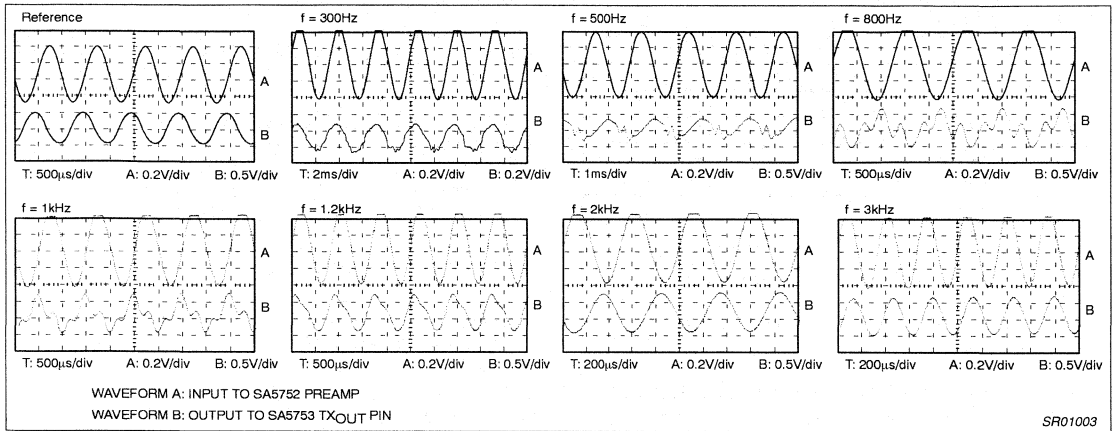 Reference
f = 300Hz
f = 500Hz
f = 800Hz
A
B
A
B
A
B
A
B
T: 500µs/div A: 0.2V/div B: 0.5V/div
T: 2ms/div A: 0.2V/div B: 0.2V/div
T: 1ms/div A: 0.2V/div B: 0.5V/div
T: 500µs/div A: 0.2V/div B: 0.5V/div
f = 1kHz
f = 1.2kHz
f = 2kHz
f = 3kHz
A
B
A
B
A
B
A
B
T: 500µs/div A: 0.2V/div B: 0.5V/div
T: 500µs/div A: 0.2V/div B: 0.5V/div
T: 200µs/div A: 0.2V/div B: 0.5V/div
T: 200µs/div A: 0.2V/div B: 0.5V/div
WAVEFORM A: INPUT TO SA5752 PREAMP
WAVEFORM B: OUTPUT TO SA5753 TXOUT PIN
SR01003